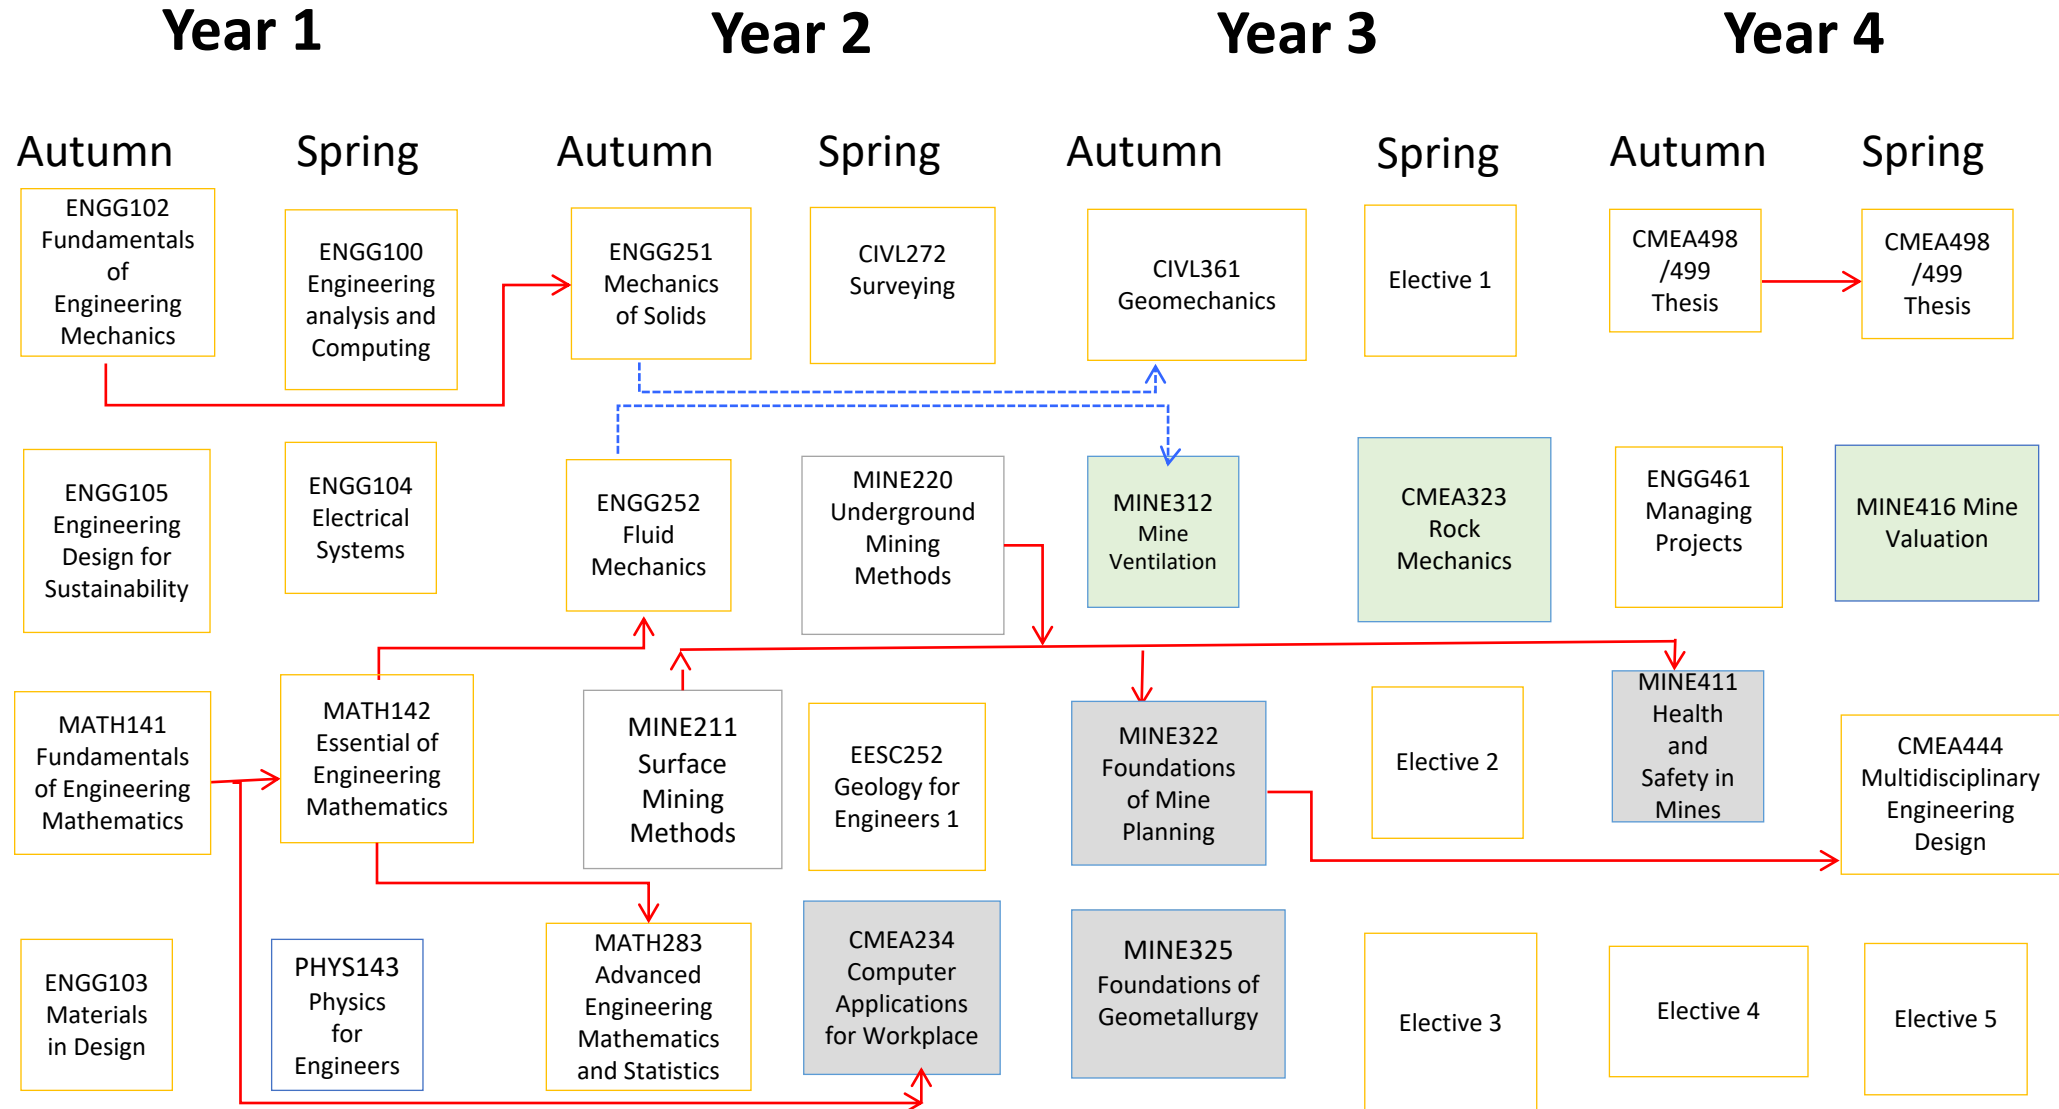 Year 1
Year 2
Year 3
Year 4
Autumn
Spring
Autumn
Spring
Autumn
Spring
Autumn
Spring
ENGG102
Fundamentals
of
Engineering
Mechanics
ENGG100
Engineering
analysis and
Computing
ENGG251
Mechanics
of Solids
CIVL272
Surveying
CIVL361
Geomechanics
Elective 1
CMEA498
/499
Thesis
CMEA498
/499
Thesis
ENGG105
Engineering
Design for
Sustainability
ENGG104
Electrical
Systems
ENGG252
Fluid
Mechanics
MINE220
Underground
Mining
Methods
MINE312
Mine
Ventilation
CMEA323
Rock
Mechanics
ENGG461
Managing
Projects
MINE416 Mine
Valuation
MATH141
Fundamentals
of Engineering
Mathematics
MATH142
Essential of
Engineering
Mathematics
MINE211
Surface
Mining
Methods
EESC252
Geology for
Engineers 1
MINE322
Foundations
of Mine
Planning
Elective 2
MINE411
Health
and
Safety in
Mines
CMEA444
Multidisciplinary
Engineering
Design
ENGG103
Materials
in Design
PHYS143
Physics
for
Engineers
MATH283
Advanced
Engineering
Mathematics
and Statistics
CMEA234
Computer
Applications
for Workplace
MINE325
Foundations of
Geometallurgy
Elective 3
Elective 4
Elective 5